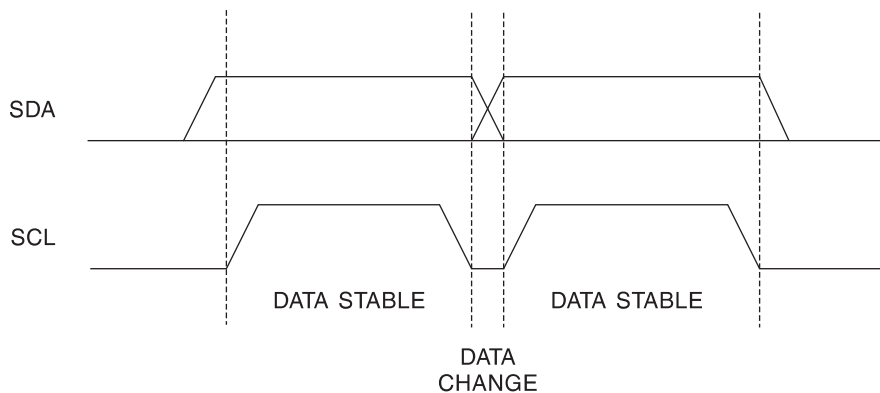 SDA
SCL
DATA STABLE
DATA STABLE
DATA
CHANGE